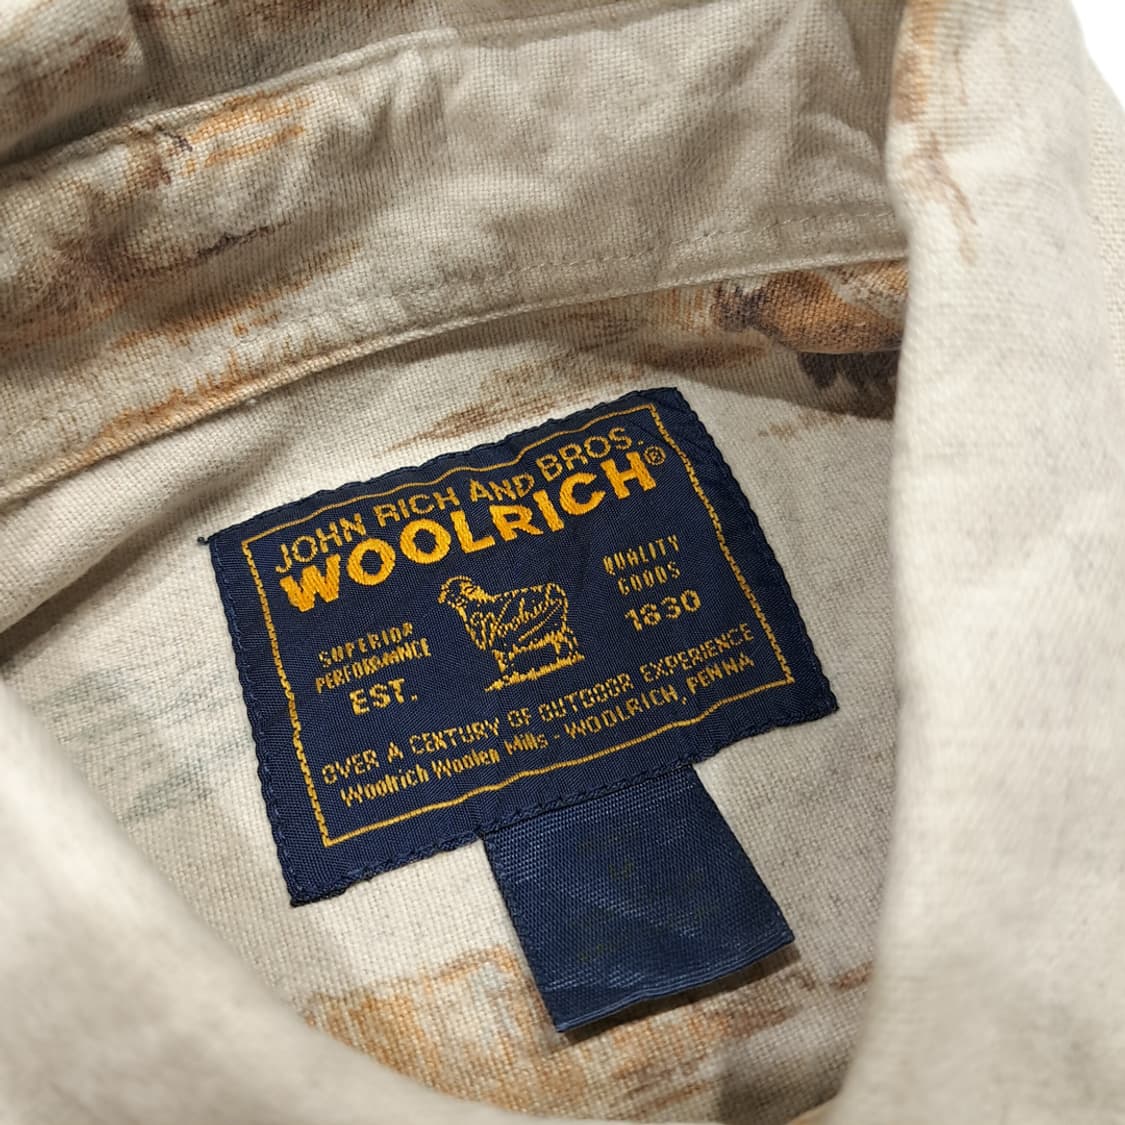 JOHN RICH AND BROS.
WOOLRICH®
SUPERIOR
PERFORMANCE
EST.
Woolrich
QUALITY
GOODS
1830
OVER A CENTURY OF OUTDOOR EXPERIENCE
Woolrich Woolen Mills - WOOLRICH, PENNA